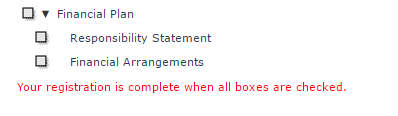 Financial Plan
Responsibility Statement
Financial Arrangements
Your registration is complete when all boxes are checked.